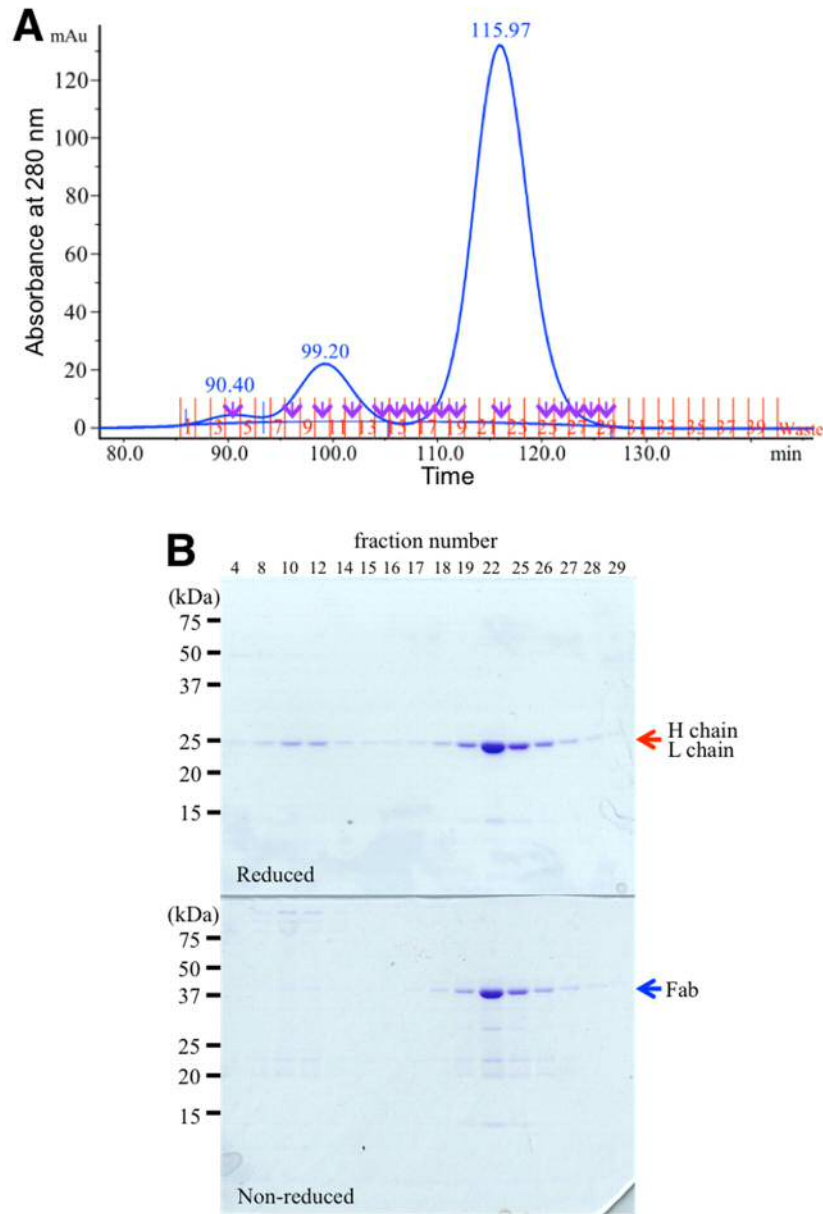 A
mAu
115.97
120
100
80
60
40
20
0
99.20
90.40
Absorbance at 280 nm
1 3 5 7 9 11 13 15 17 19 21 23 25 27 29 31 33 35 37 39 Waste
80.0 90.0 100.0 110.0 120.0 130.0 min
Time
B
fraction number
4 8 10 12 14 15 16 17 18 19 22 25 26 27 28 29
(kDa)
75
50
37
25
20
15
H chain
L chain
Reduced
(kDa)
75
50
37
25
20
15
Fab
Non-reduced